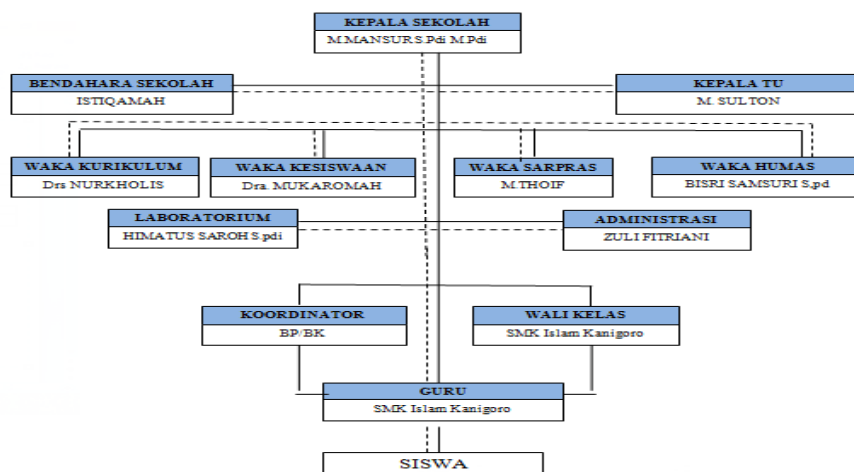 KEPALA SEKOLAH
M.MANSUR S.Pdi M.Pdi
BENDAHARA SEKOLAH
ISTIQAMAH
KEPALA TU
M. SULTON
WAKA KURIKULUM
Drs NURKHOLIS
WAKA KESISWAAN
Dra. MUKAROMAH
WAKA SARPRAS
M.THOIF
WAKA HUMAS
BISRI SAMSURI S,pd
LABORATORIUM
HIMATUS SAROH S.pdi
ADMINISTRASI
ZULI FITRIANI
KOORDINATOR
BP/BK
WALI KELAS
SMK Islam Kanigoro
GURU
SMK Islam Kanigoro
SISWA